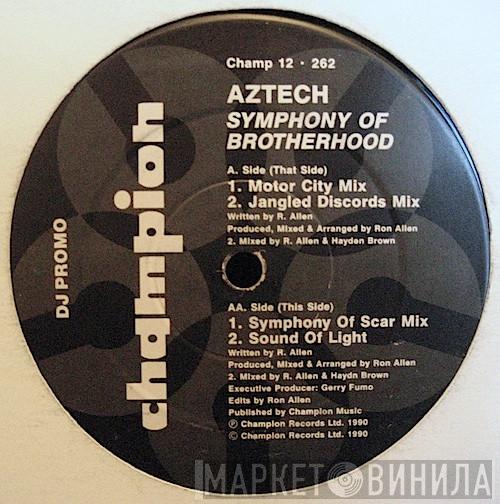 Champ 12 · 262
AZTECH
SYMPHONY OF
BROTHERHOOD
A. Side (That Side)
1. Motor City Mix
2. Jangled Discords Mix
Written by R. Allen
Produced, Mixed & Arranged by Ron Allen
2. Mixed by R. Allen & Hayden Brown
AA. Side (This Side)
1. Symphony Of Scar Mix
2. Sound Of Light
Written by R. Allen
Produced, Mixed & Arranged by Ron Allen
2. Mixed by R. Allen & Haydn Brown
Executive Producer: Gerry Fumo
Edits by Ron Allen
Published by Champion Music
℗ Champion Records Ltd. 1990
© Champion Records Ltd. 1990
champion
DJ PROMO
МАРКЕТ ВИНИЛА